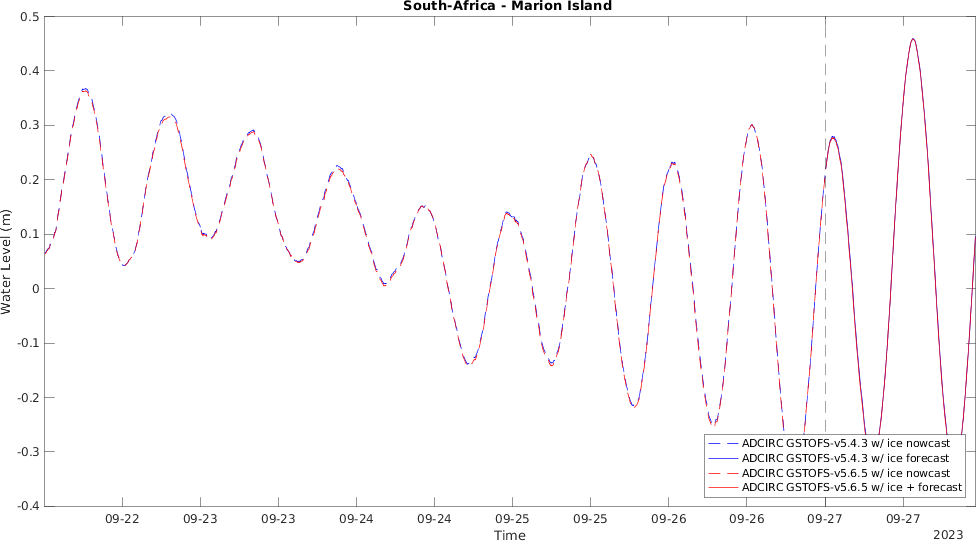 South-Africa - Marion Island
Water Level (m)
0.5
0.4
0.3
0.2
0.1
0
-0.1
-0.2
-0.3
-0.4
ADCIRC GSTOFS-v5.4.3 w/ ice nowcast
ADCIRC GSTOFS-v5.4.3 w/ ice forecast
ADCIRC GSTOFS-v5.6.5 w/ ice nowcast
ADCIRC GSTOFS-v5.6.5 w/ ice + forecast
09-22 09-23 09-23 09-24 09-24 09-25 09-25 09-26 09-26 09-27 09-27
Time
2023